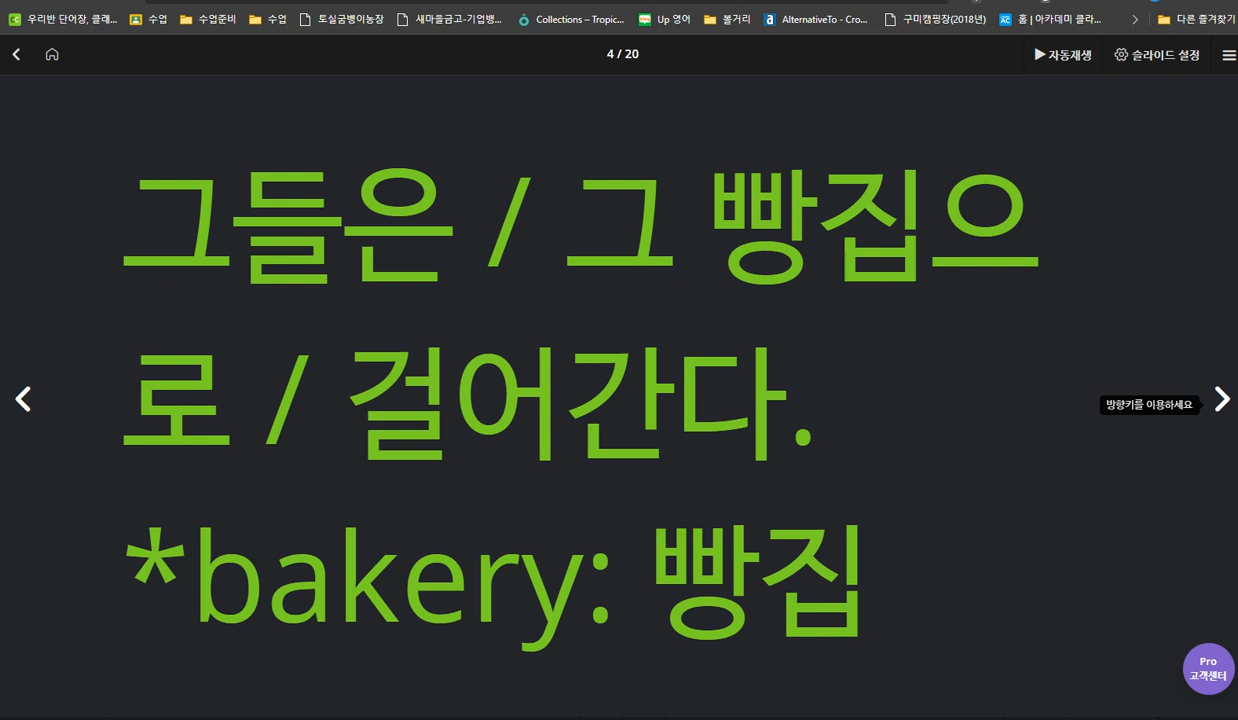 우리반 단어장, 클래... 수업 수업준비 수업 토실굼벵이농장 새마을금고-기업뱅... Collections – Tropic... Up 영어 볼거리 AlternativeTo - Cro... 구미캠핑장(2018년) 홈 | 아카데미 클라... 다른 즐겨찾기
4 / 20 ▶자동재생 슬라이드 설정
그들은 / 그 빵집으
로 / 걸어간다.
방향키를 이용하세요
*bakery: 빵집
Pro
고객센터